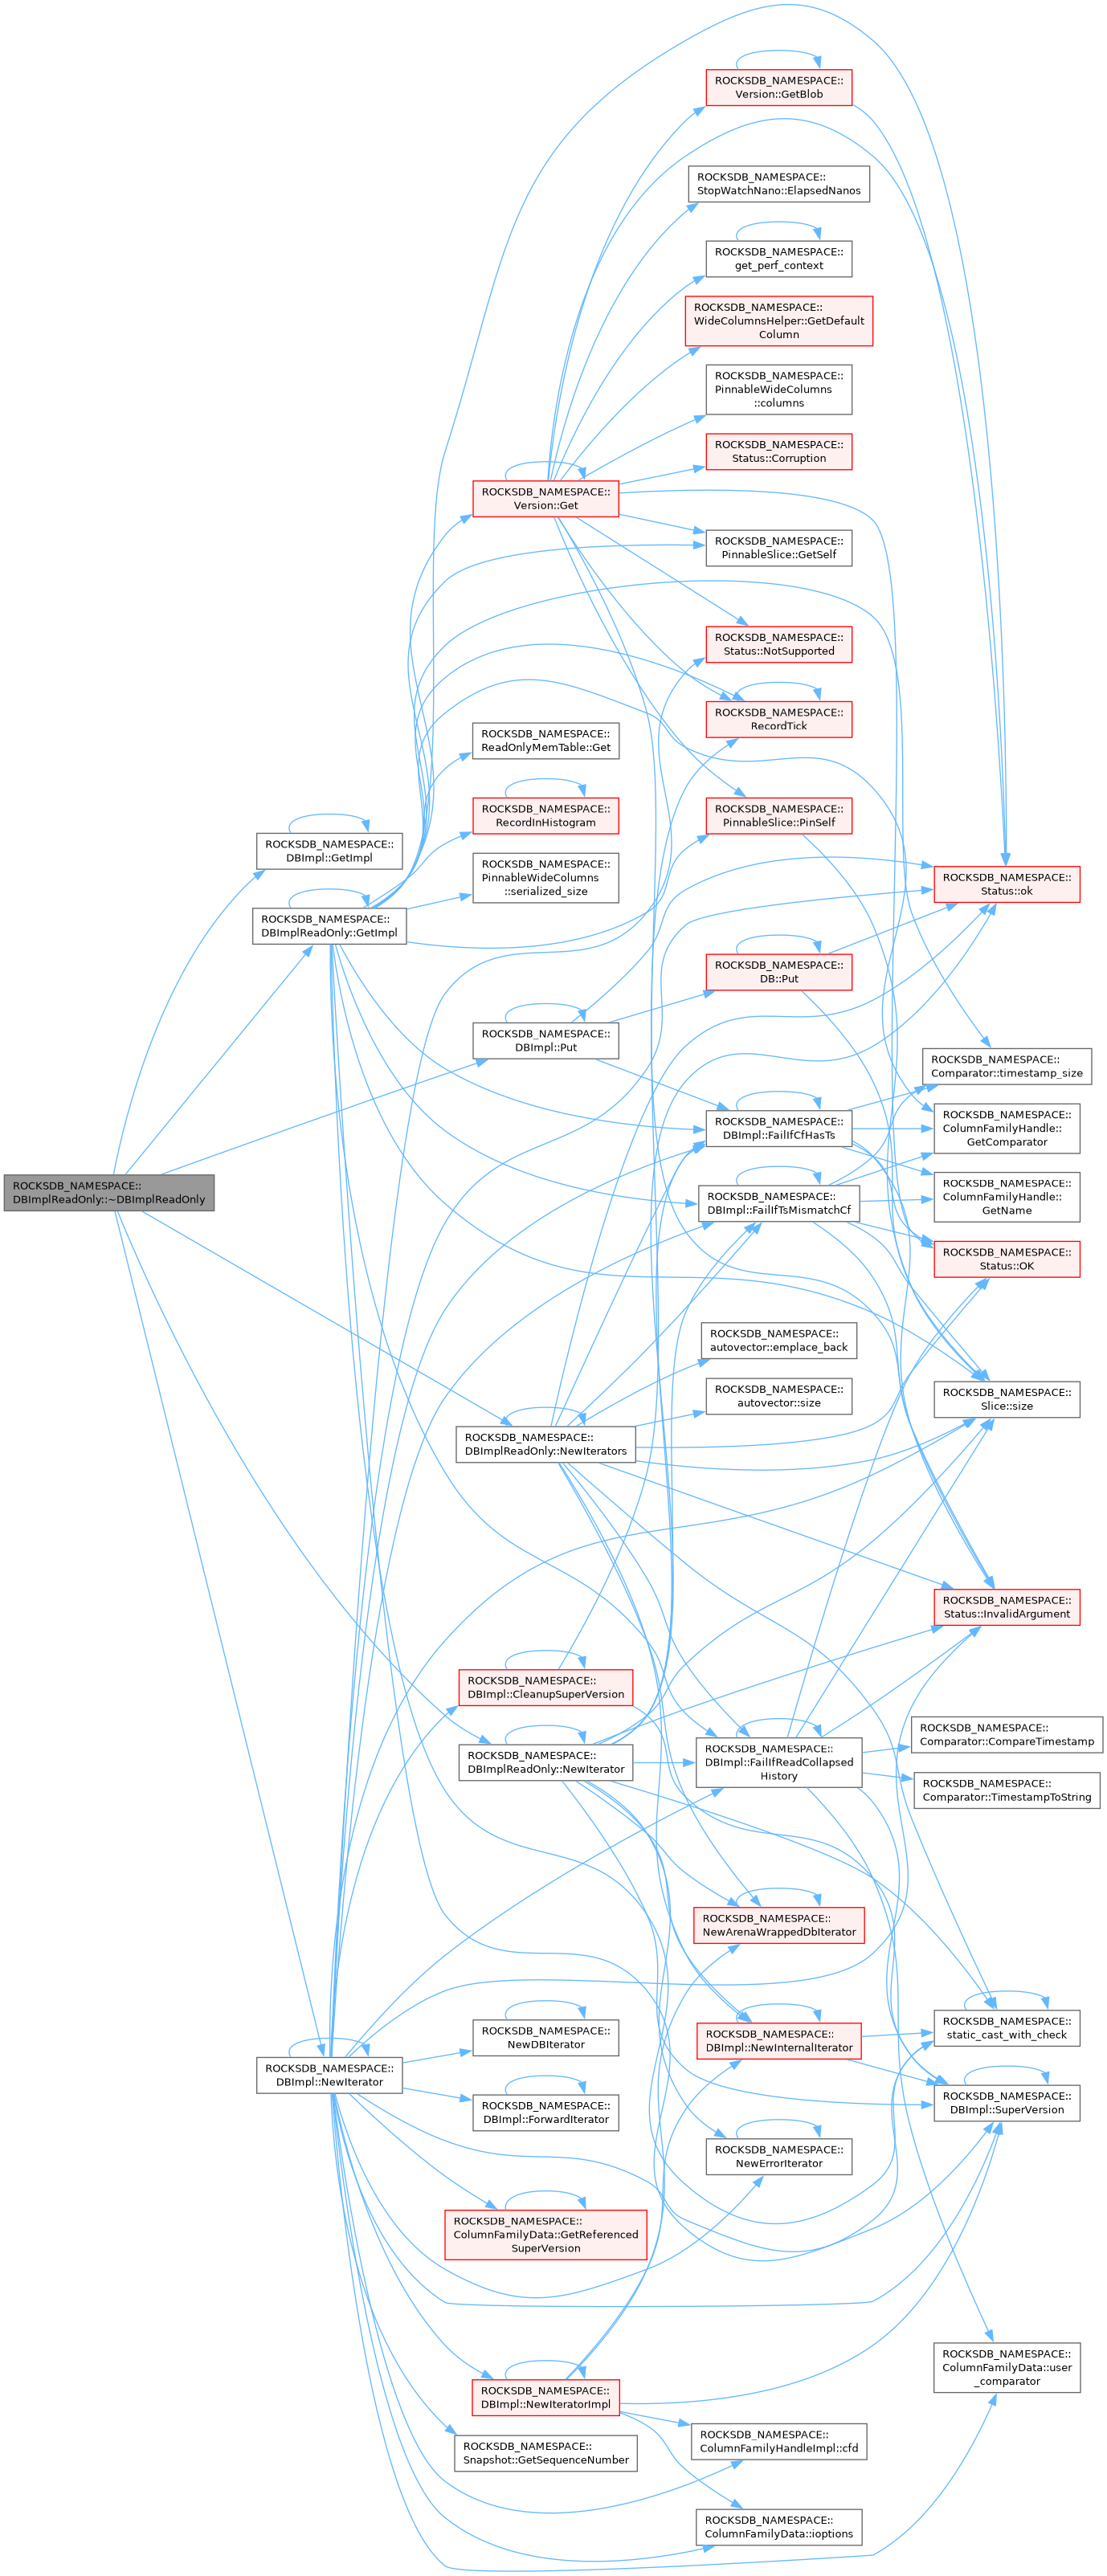 ROCKSDB_NAMESPACE::
Version::GetBlob
ROCKSDB_NAMESPACE::
StopWatchNano::ElapsedNanos
ROCKSDB_NAMESPACE::
get_perf_context
ROCKSDB_NAMESPACE::
WideColumnsHelper::GetDefault
Column
ROCKSDB_NAMESPACE::
PinnableWideColumns
::columns
ROCKSDB_NAMESPACE::
Status::Corruption
ROCKSDB_NAMESPACE::
Version::Get
ROCKSDB_NAMESPACE::
PinnableSlice::GetSelf
ROCKSDB_NAMESPACE::
Status::NotSupported
ROCKSDB_NAMESPACE::
RecordTick
ROCKSDB_NAMESPACE::
ReadOnlyMemTable::Get
ROCKSDB_NAMESPACE::
RecordInHistogram
ROCKSDB_NAMESPACE::
PinnableSlice::PinSelf
ROCKSDB_NAMESPACE::
DBImpl::GetImpl
ROCKSDB_NAMESPACE::
PinnableWideColumns
::serialized_size
ROCKSDB_NAMESPACE::
Status::ok
ROCKSDB_NAMESPACE::
DBImplReadOnly::GetImpl
ROCKSDB_NAMESPACE::
DB::Put
ROCKSDB_NAMESPACE::
DBImpl::Put
ROCKSDB_NAMESPACE::
Comparator::timestamp_size
ROCKSDB_NAMESPACE::
DBImpl::FailIfCfHasTs
ROCKSDB_NAMESPACE::
ColumnFamilyHandle::
GetComparator
ROCKSDB_NAMESPACE::
DBImplReadOnly::~DBImplReadOnly
ROCKSDB_NAMESPACE::
DBImpl::FailIfTsMismatchCf
ROCKSDB_NAMESPACE::
ColumnFamilyHandle::
GetName
ROCKSDB_NAMESPACE::
Status::OK
ROCKSDB_NAMESPACE::
autovector::emplace_back
ROCKSDB_NAMESPACE::
autovector::size
ROCKSDB_NAMESPACE::
Slice::size
ROCKSDB_NAMESPACE::
DBImplReadOnly::NewIterators
ROCKSDB_NAMESPACE::
Status::InvalidArgument
ROCKSDB_NAMESPACE::
DBImpl::CleanupSuperVersion
ROCKSDB_NAMESPACE::
Comparator::CompareTimestamp
ROCKSDB_NAMESPACE::
DBImplReadOnly::NewIterator
ROCKSDB_NAMESPACE::
DBImpl::FailIfReadCollapsed
History
ROCKSDB_NAMESPACE::
Comparator::TimestampToString
ROCKSDB_NAMESPACE::
NewArenaWrappedDbIterator
ROCKSDB_NAMESPACE::
NewDBIterator
ROCKSDB_NAMESPACE::
DBImpl::NewInternalIterator
ROCKSDB_NAMESPACE::
static_cast_with_check
ROCKSDB_NAMESPACE::
DBImpl::NewIterator
ROCKSDB_NAMESPACE::
DBImpl::ForwardIterator
ROCKSDB_NAMESPACE::
DBImpl::SuperVersion
ROCKSDB_NAMESPACE::
NewErrorIterator
ROCKSDB_NAMESPACE::
ColumnFamilyData::GetReferenced
SuperVersion
ROCKSDB_NAMESPACE::
ColumnFamilyData::user
_comparator
ROCKSDB_NAMESPACE::
DBImpl::NewIteratorImpl
ROCKSDB_NAMESPACE::
Snapshot::GetSequenceNumber
ROCKSDB_NAMESPACE::
ColumnFamilyHandleImpl::cfd
ROCKSDB_NAMESPACE::
ColumnFamilyData::ioptions